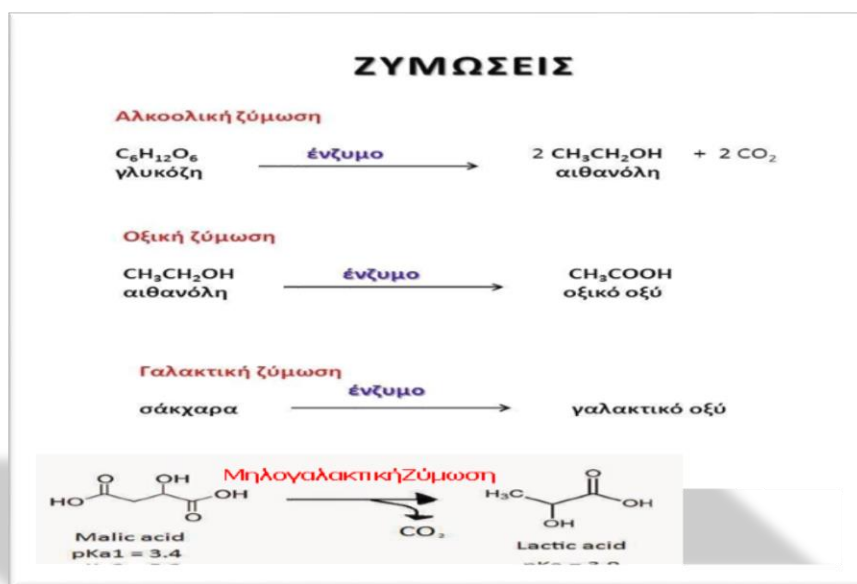 ΖΥΜΩΣΕΙΣ
Αλκοολική ζύμωση
C₆H₁₂O₆ ένζυμο 2 CH₃CH₂OH + 2 CO₂
γλυκόζη αιθανόλη
Οξική ζύμωση
CH₃CH₂OH ένζυμο CH₃COOH
αιθανόλη οξικό οξύ
Γαλακτική ζύμωση
ένζυμο
σάκχαρα γαλακτικό οξύ
ΜηλογαλακτικήΖύμωση
O OH O
HO OH H₃C OH
O CO₂ OH
Malic acid Lactic acid
pKa1 = 3.4